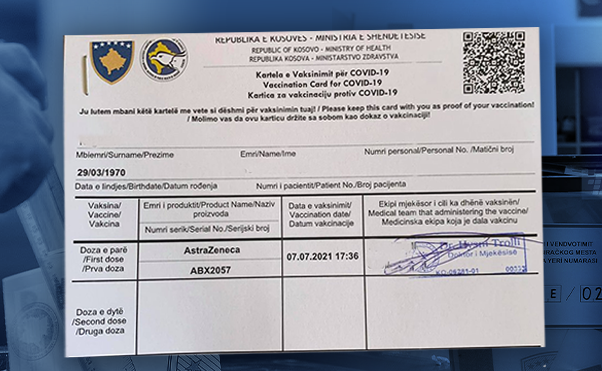 REPUBLIKA E KOSOVËS - MINISTRIA E SHËNDETËSISË
REPUBLIC OF KOSOVO - MINISTRY OF HEALTH
REPUBLIKA KOSOVA - MINISTARSTVO ZDRAVSTVA
Kartela e Vaksinimit për COVID-19
Vaccination Card for COVID-19
Kartica za vakcinaciju protiv COVID-19
Ju lutem mbani këtë kartelë me vete si dëshmi për vaksinimin tuaj! / Please keep this card with you as proof of your vaccination!
/ Molimo vas da ovu karticu držite sa sobom kao dokaz o vakcinaciji!
Mbiemri/Surname/Prezime Emri/Name/Ime Numri personal/Personal No. /Matični broj
29/03/1970
Data e lindjes/Birthdate/Datum rođenja Numri i pacientit/Patient No./Broj pacijenta
Vaksina/
Vaccine/
Vakcina
Emri i produktit/Product Name/Naziv
proizvoda
Numri serik/Serial No./Serijski broj
Data e vaksinimit/
Vaccination date/
Datum vakcinacije
Ekipi mjekësor i cili ka dhënë vaksinën/
Medical team that administering the vaccine/
Medicinska ekipa koja je dala vakcinu
Doza e parë
/First dose
/Prva doza
AstraZeneca
ABX2057
07.07.2021 17:36
Doktor i Mjekësisë
Doza e dytë
/Second dose
/Druga doza
I VENDVOTIMIT
E / 02